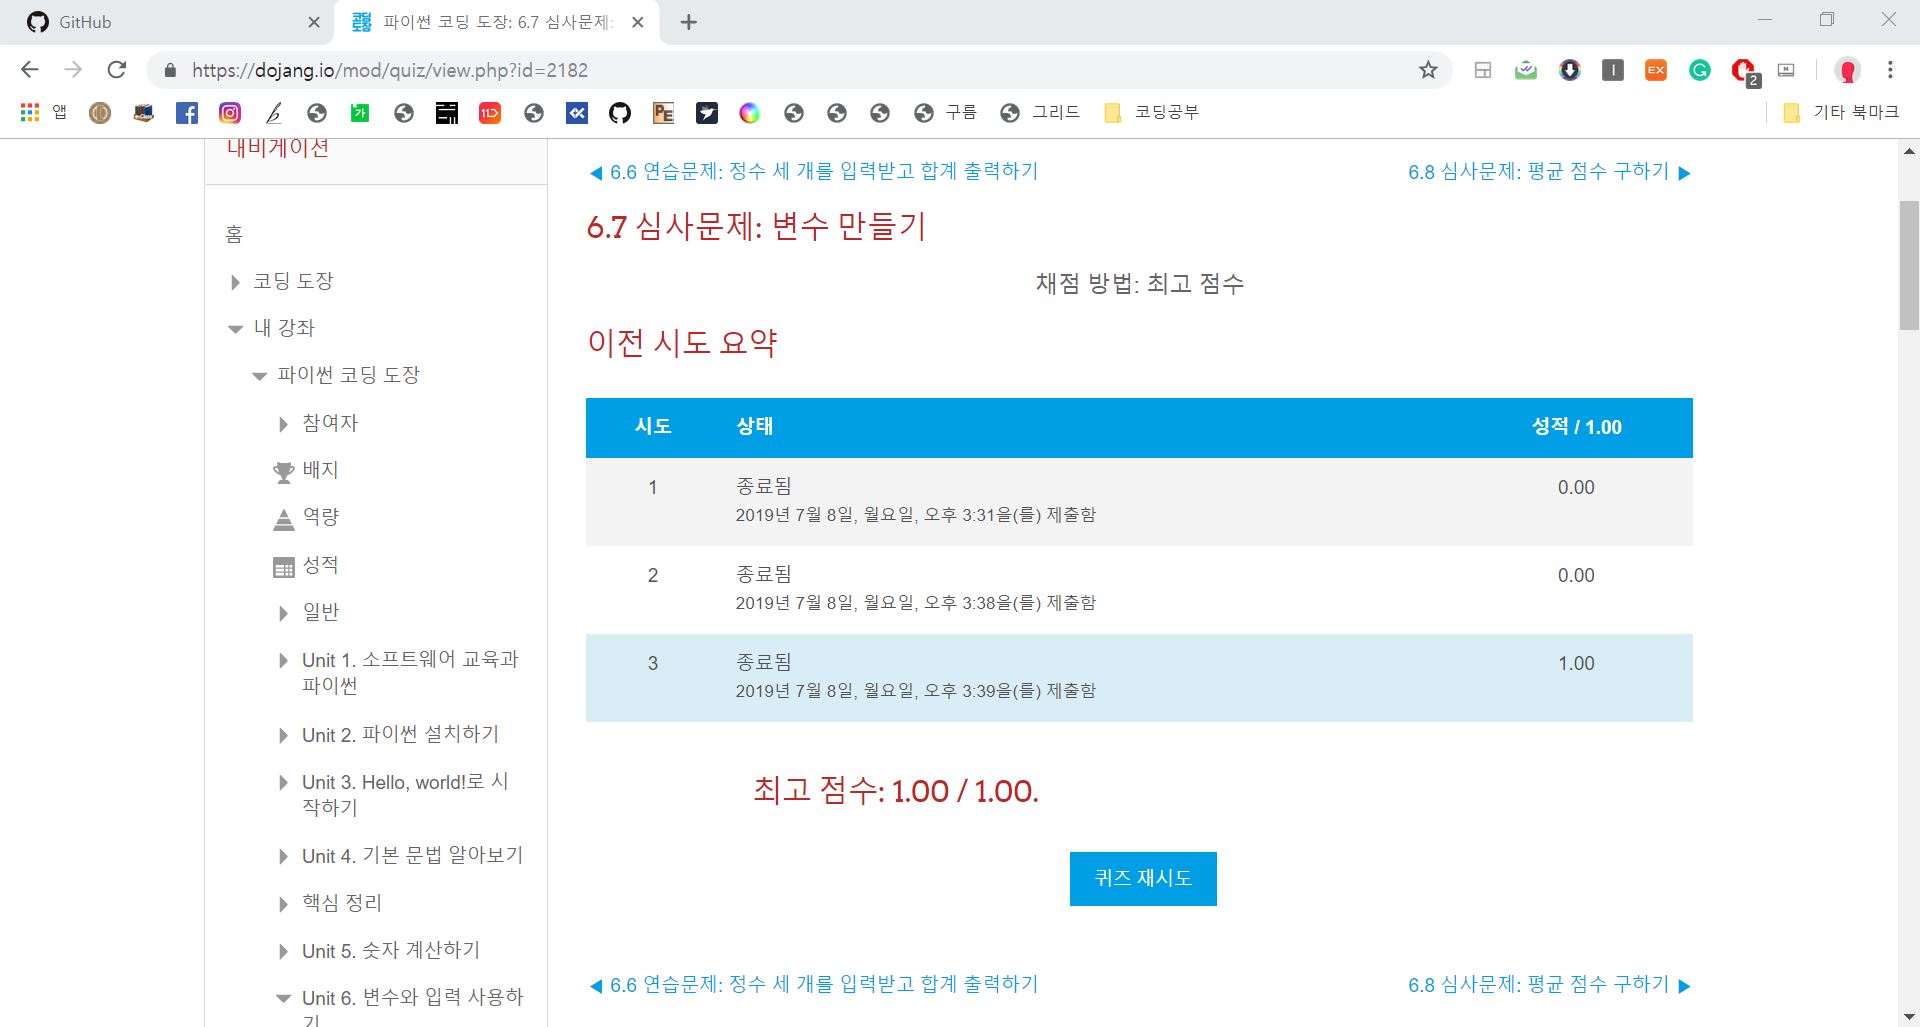 GitHub
파이썬 코딩 도장: 6.7 심사문제:
https://dojang.io/mod/quiz/view.php?id=2182
2
앱
구름
그리드
코딩공부
기타 북마크
내비게이션
홈
코딩 도장
내 강좌
파이썬 코딩 도장
참여자
배지
역량
성적
일반
Unit 1. 소프트웨어 교육과
파이썬
Unit 2. 파이썬 설치하기
Unit 3. Hello, world!로 시
작하기
Unit 4. 기본 문법 알아보기
핵심 정리
Unit 5. 숫자 계산하기
Unit 6. 변수와 입력 사용하
기
◀ 6.6 연습문제: 정수 세 개를 입력받고 합계 출력하기
6.8 심사문제: 평균 점수 구하기 ▶
6.7 심사문제: 변수 만들기
채점 방법: 최고 점수
이전 시도 요약
시도 상태 성적 / 1.00
1 종료됨 0.00
2019년 7월 8일, 월요일, 오후 3:31을(를) 제출함
2 종료됨 0.00
2019년 7월 8일, 월요일, 오후 3:38을(를) 제출함
3 종료됨 1.00
2019년 7월 8일, 월요일, 오후 3:39을(를) 제출함
최고 점수: 1.00 / 1.00.
퀴즈 재시도
◀ 6.6 연습문제: 정수 세 개를 입력받고 합계 출력하기
6.8 심사문제: 평균 점수 구하기 ▶